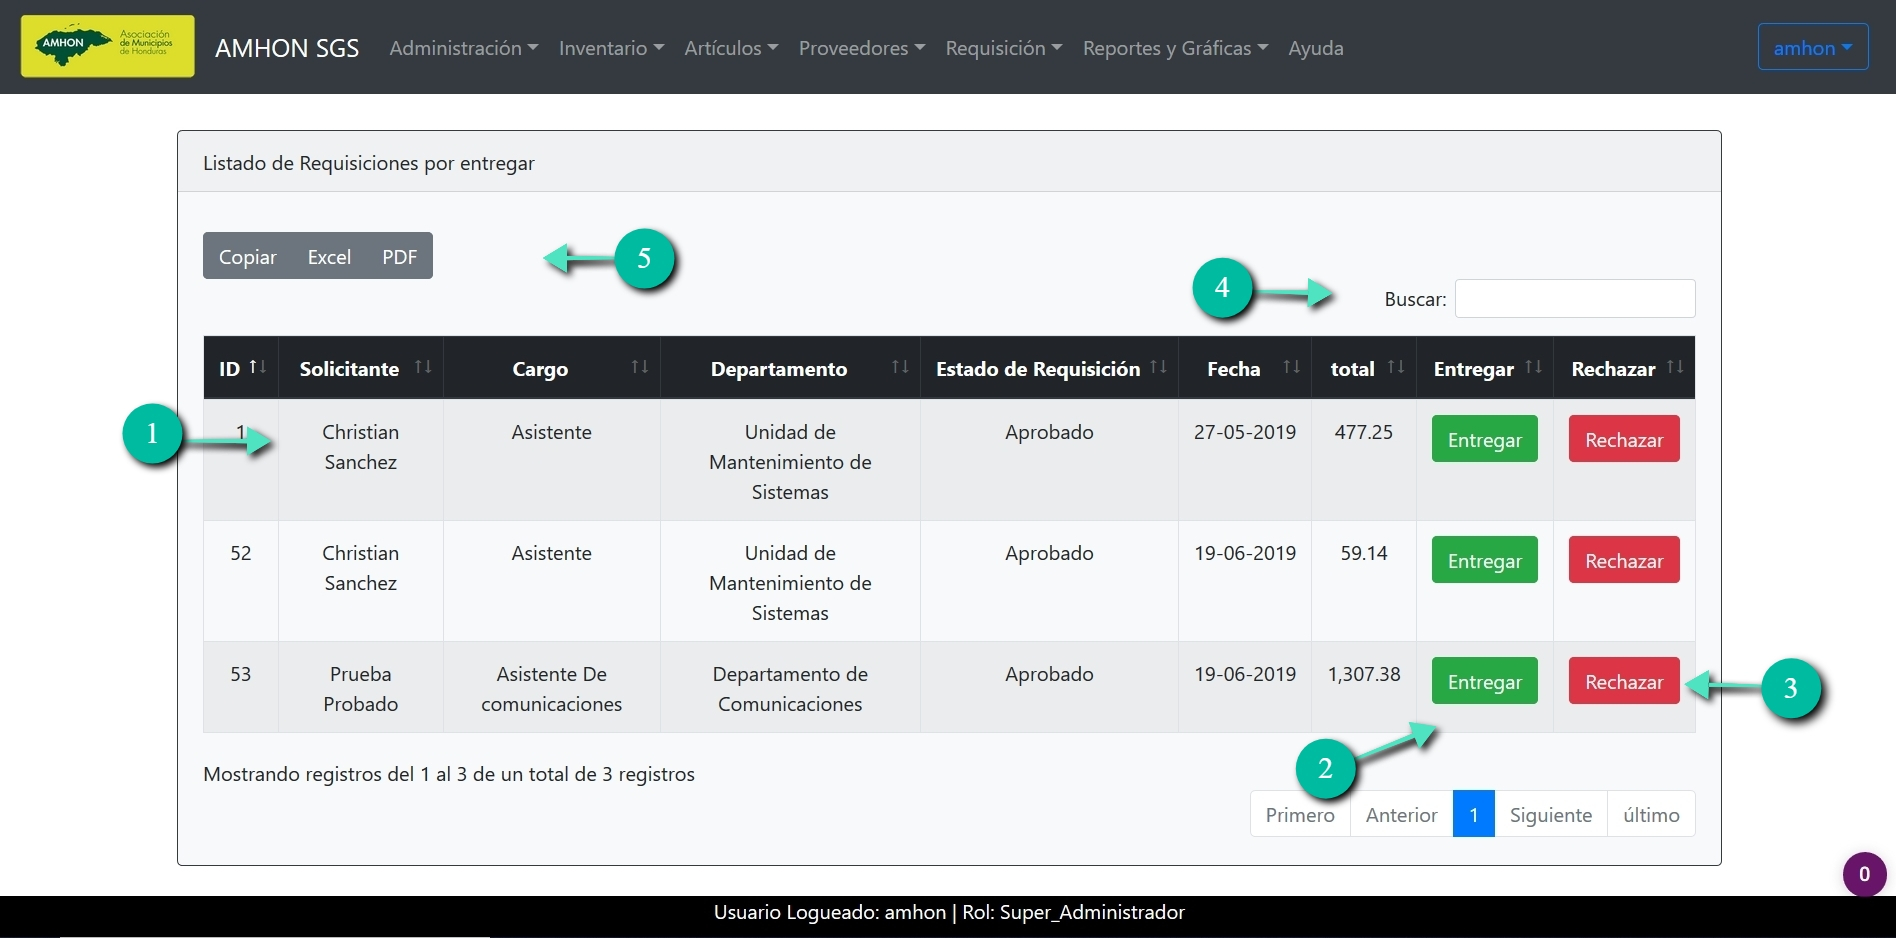 AMHON
Asociación
de Municipios
de Honduras
AMHON SGS Administración Inventario Artículos Proveedores Requisición Reportes y Gráficas Ayuda amhon
Listado de Requisiciones por entregar
Copiar Excel PDF 5
4 Buscar:
ID Solicitante Cargo Departamento Estado de Requisición Fecha total Entregar Rechazar
1 1 Christian Asistente Unidad de Aprobado 27-05-2019 477.25 Entregar Rechazar
Sanchez Mantenimiento de
Sistemas
52 Christian Asistente Unidad de Aprobado 19-06-2019 59.14 Entregar Rechazar
Sanchez Mantenimiento de
Sistemas
53 Prueba Asistente De Departamento de Aprobado 19-06-2019 1,307.38 Entregar Rechazar 3
Probado comunicaciones Comunicaciones
2
Mostrando registros del 1 al 3 de un total de 3 registros
Primero Anterior 1 Siguiente último
0
Usuario Logueado: amhon | Rol: Super_Administrador